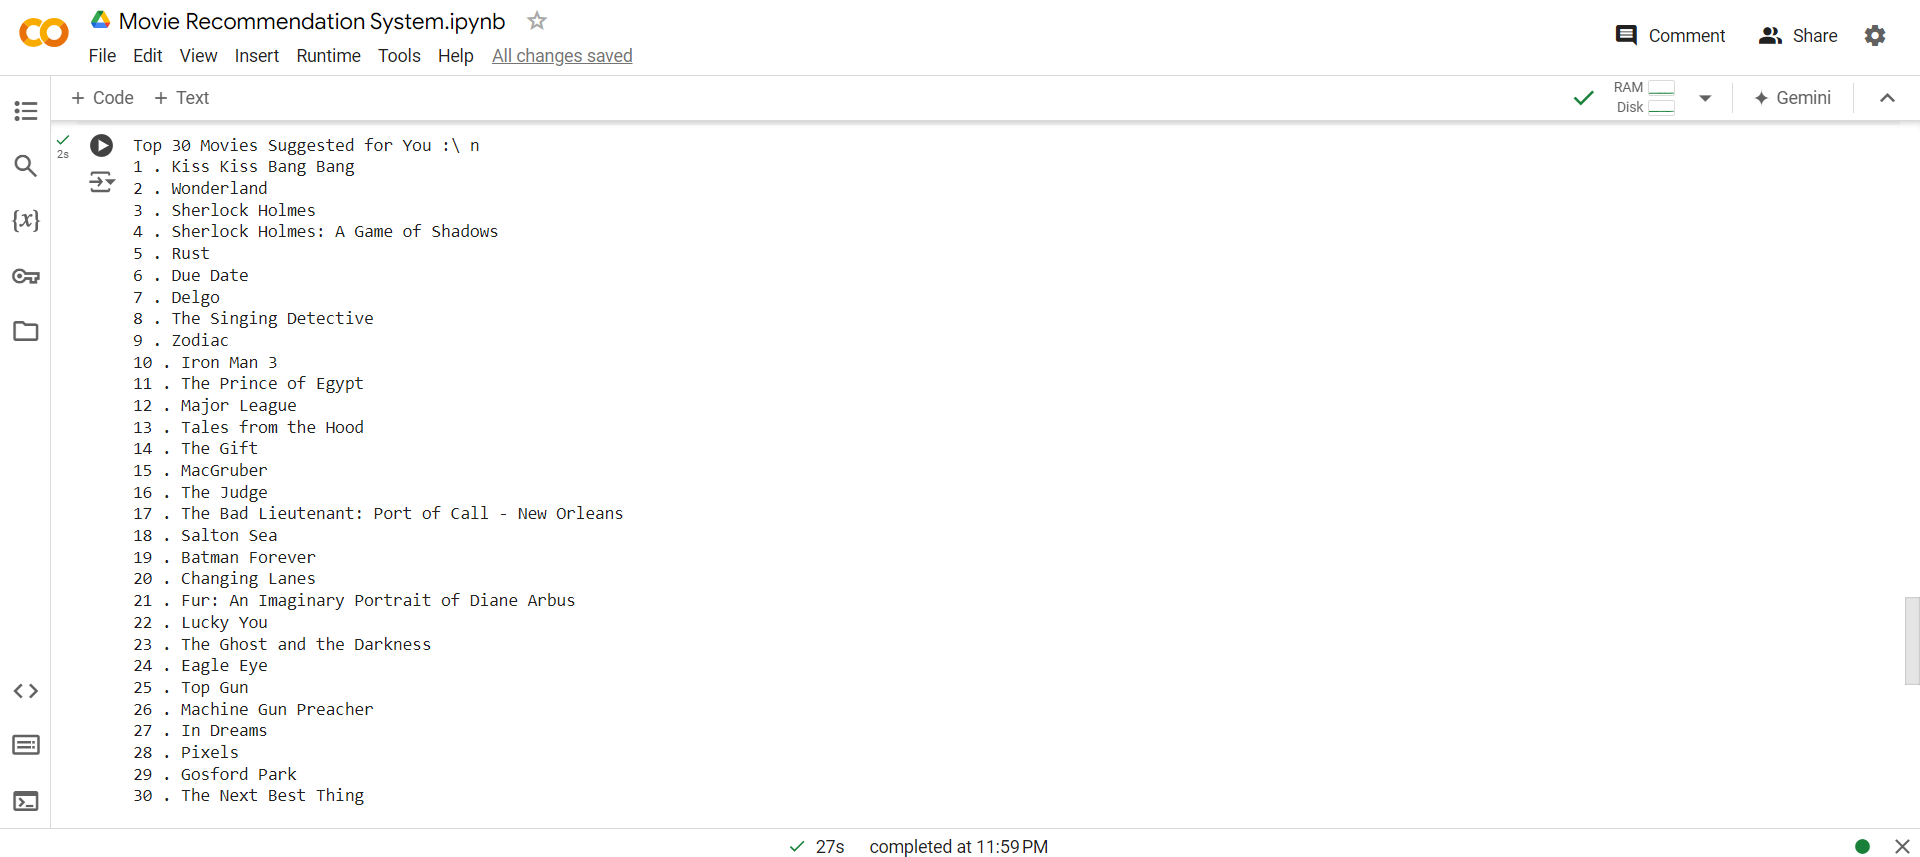 Movie Recommendation System.ipynb
File Edit View Insert Runtime Tools Help All changes saved
Comment Share
+ Code + Text
RAM
Disk
Gemini
2s
{x}
Top 30 Movies Suggested for You :\ n
1 . Kiss Kiss Bang Bang
2 . Wonderland
3 . Sherlock Holmes
4 . Sherlock Holmes: A Game of Shadows
5 . Rust
6 . Due Date
7 . Delgo
8 . The Singing Detective
9 . Zodiac
10 . Iron Man 3
11 . The Prince of Egypt
12 . Major League
13 . Tales from the Hood
14 . The Gift
15 . MacGruber
16 . The Judge
17 . The Bad Lieutenant: Port of Call - New Orleans
18 . Salton Sea
19 . Batman Forever
20 . Changing Lanes
21 . Fur: An Imaginary Portrait of Diane Arbus
22 . Lucky You
23 . The Ghost and the Darkness
24 . Eagle Eye
25 . Top Gun
26 . Machine Gun Preacher
27 . In Dreams
28 . Pixels
29 . Gosford Park
30 . The Next Best Thing
27s completed at 11:59 PM